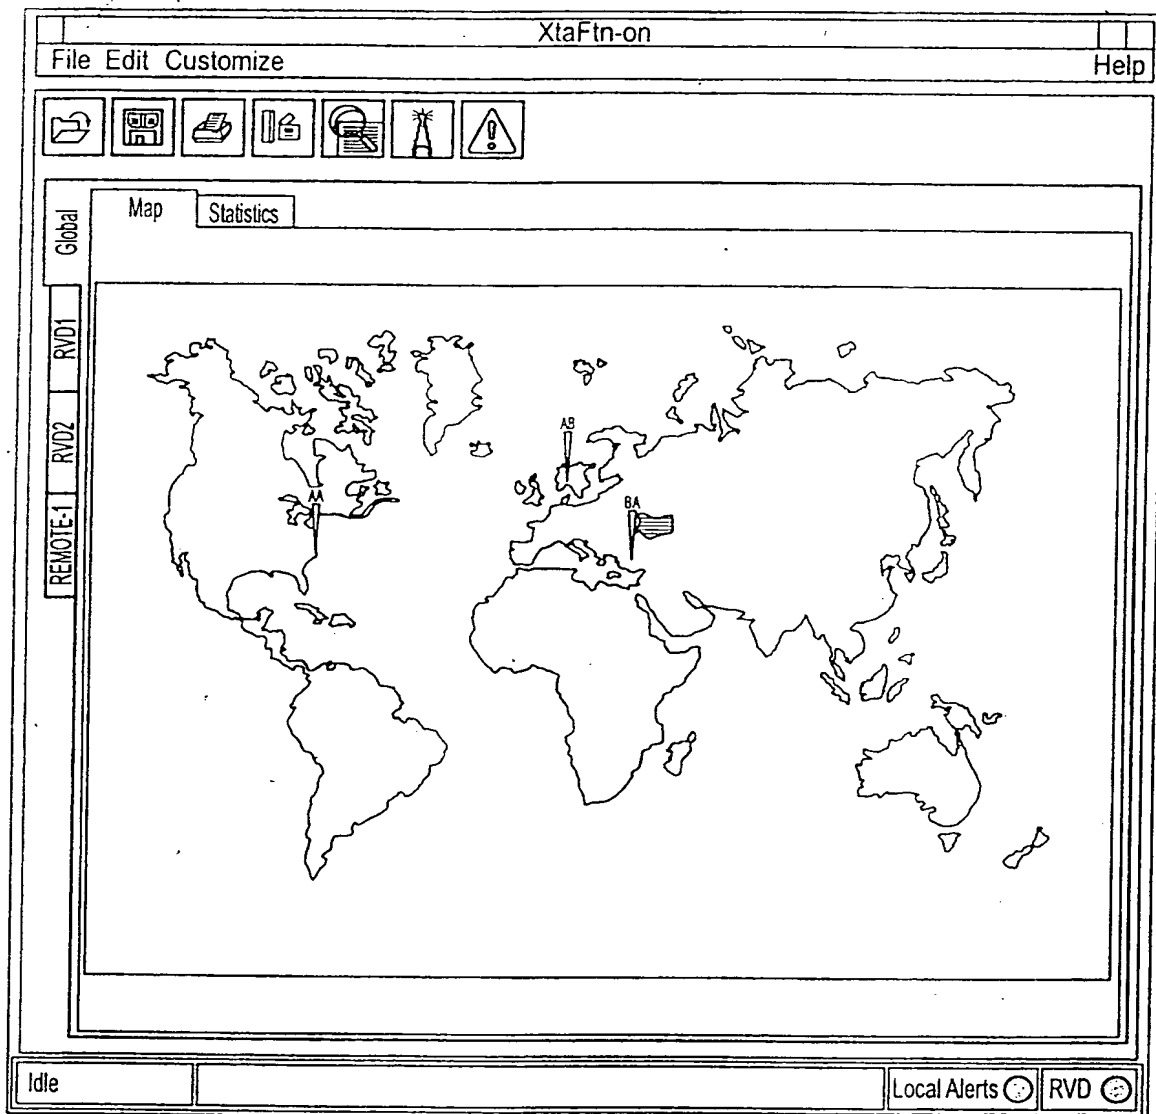 XtaFtn-on
File Edit Customize Help
Map Statistics
Global
RVD1
RVD2
REMOTE-1
AB
AA
BA
Idle
Local Alerts
RVD